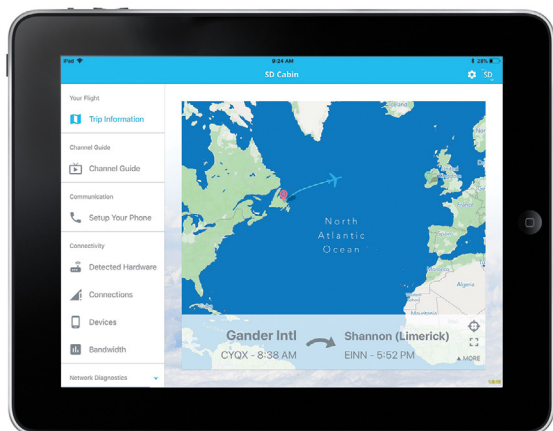 iPad 9:24 AM 28%
SD Cabin SD
Your Flight
Trip Information
Channel Guide
Channel Guide
Communication
Setup Your Phone
Connectivity
Detected Hardware
Connections
Devices
Bandwidth
Network Diagnostics
North
Atlantic
Ocean
Algeria
Mauritania
Gander Intl
CYQX - 8:38 AM
Shannon (Limerick)
EINN - 5:52 PM
▲ MORE